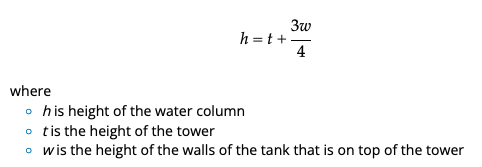 h = t + 3w/4
where
◦ h is height of the water column
◦ t is the height of the tower
◦ w is the height of the walls of the tank that is on top of the tower